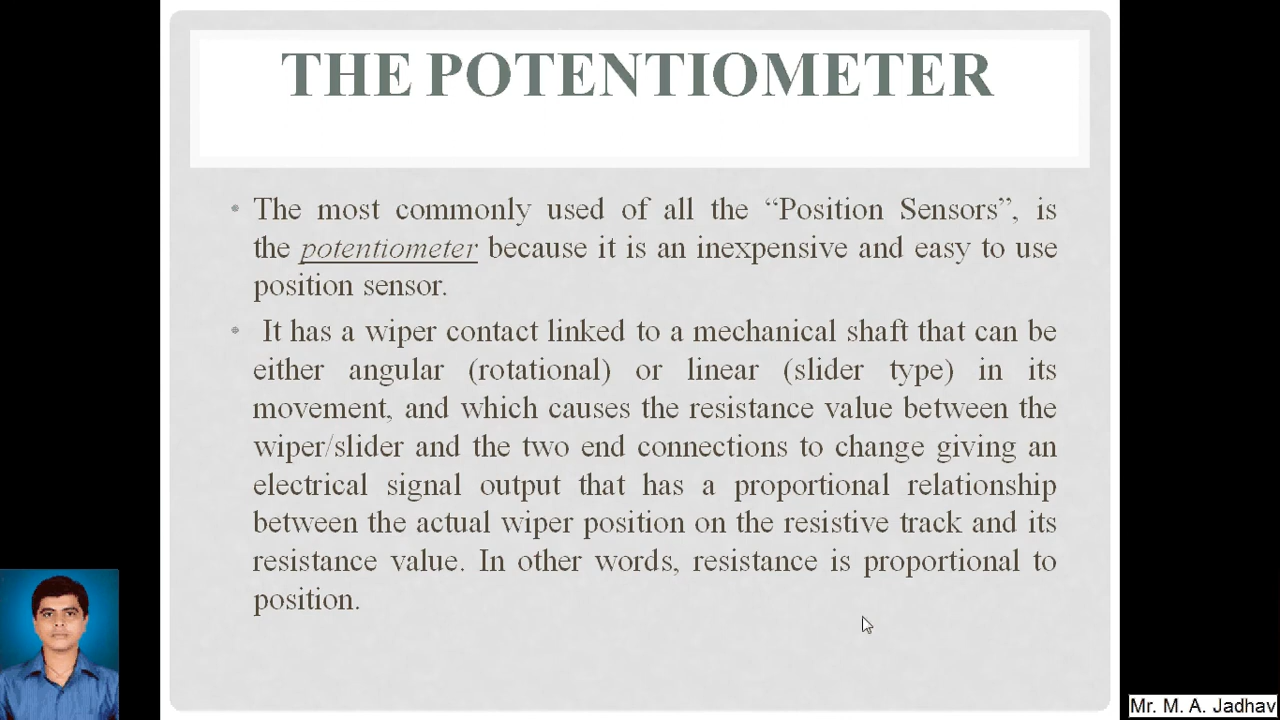 THE POTENTIOMETER
• The most commonly used of all the “Position Sensors”, is
the potentiometer because it is an inexpensive and easy to use
position sensor.
• It has a wiper contact linked to a mechanical shaft that can be
either angular (rotational) or linear (slider type) in its
movement, and which causes the resistance value between the
wiper/slider and the two end connections to change giving an
electrical signal output that has a proportional relationship
between the actual wiper position on the resistive track and its
resistance value. In other words, resistance is proportional to
position.
Mr. M. A. Jadhav